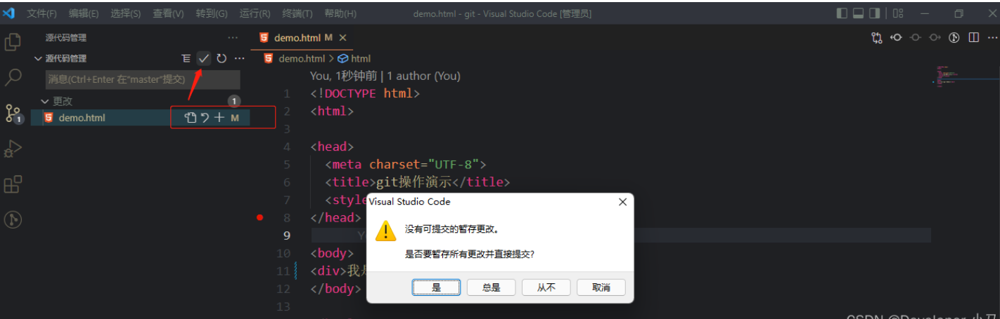 文件(F) 编辑(E) 选择(S) 查看(V) 转到(G) 运行(R) 终端(T) 帮助(H) demo.html - git - Visual Studio Code [管理员]
源代码管理 ··· demo.html M ×
源代码管理 ··· demo.html > html
消息(Ctrl+Enter 在"master"提交) You, 1秒钟前 | 1 author (You)
1 <!DOCTYPE html>
更改 1
2 <html>
demo.html M
3
4 <head>
5 <meta charset="UTF-8">
6 <title>git操作演示</title>
7 <style
8 </head>
9 Y
10 <body>
11 <div>我是
12 </body>
13
Visual Studio Code
没有可提交的暂存更改。
是否要暂存所有更改并直接提交?
是 总是 从不 取消
1
CSDN @Developer 小马